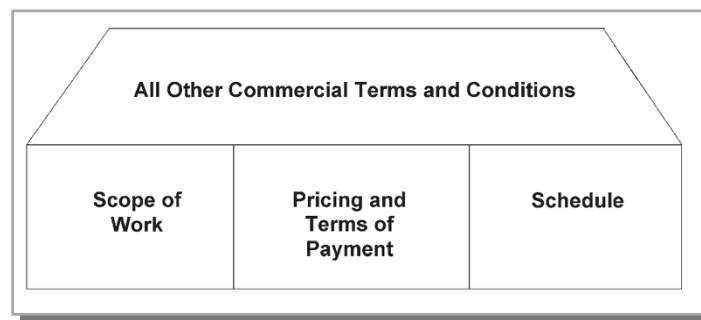 All Other Commercial Terms and Conditions
Scope of
Work
Pricing and
Terms of
Payment
Schedule